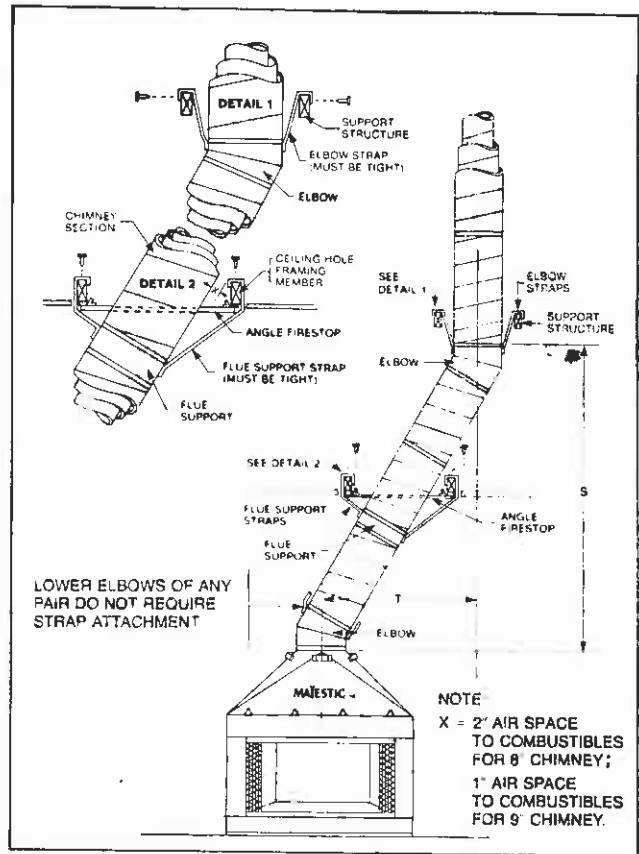 DETAIL 1
SUPPORT
STRUCTURE
ELBOW STRAP
(MUST BE TIGHT)
ELBOW
CHIMNEY
SECTION
DETAIL 2
CEILING HOLE
FRAMING
MEMBER
ANGLE FIRESTOP
FLUE SUPPORT STRAP
(MUST BE TIGHT)
FLUE
SUPPORT
SEE
DETAIL 1
ELBOW
STRAPS
SUPPORT
STRUCTURE
ELBOW
S
SEE DETAIL 2
FLUE SUPPORT
STRAPS
ANGLE
FIRESTOP
FLUE
SUPPORT
LOWER ELBOWS OF ANY
PAIR DO NOT REQUIRE
STRAP ATTACHMENT
T
ELBOW
MAJESTIC
NOTE
X = 2" AIR SPACE
TO COMBUSTIBLES
FOR 8" CHIMNEY;
1" AIR SPACE
TO COMBUSTIBLES
FOR 9" CHIMNEY.